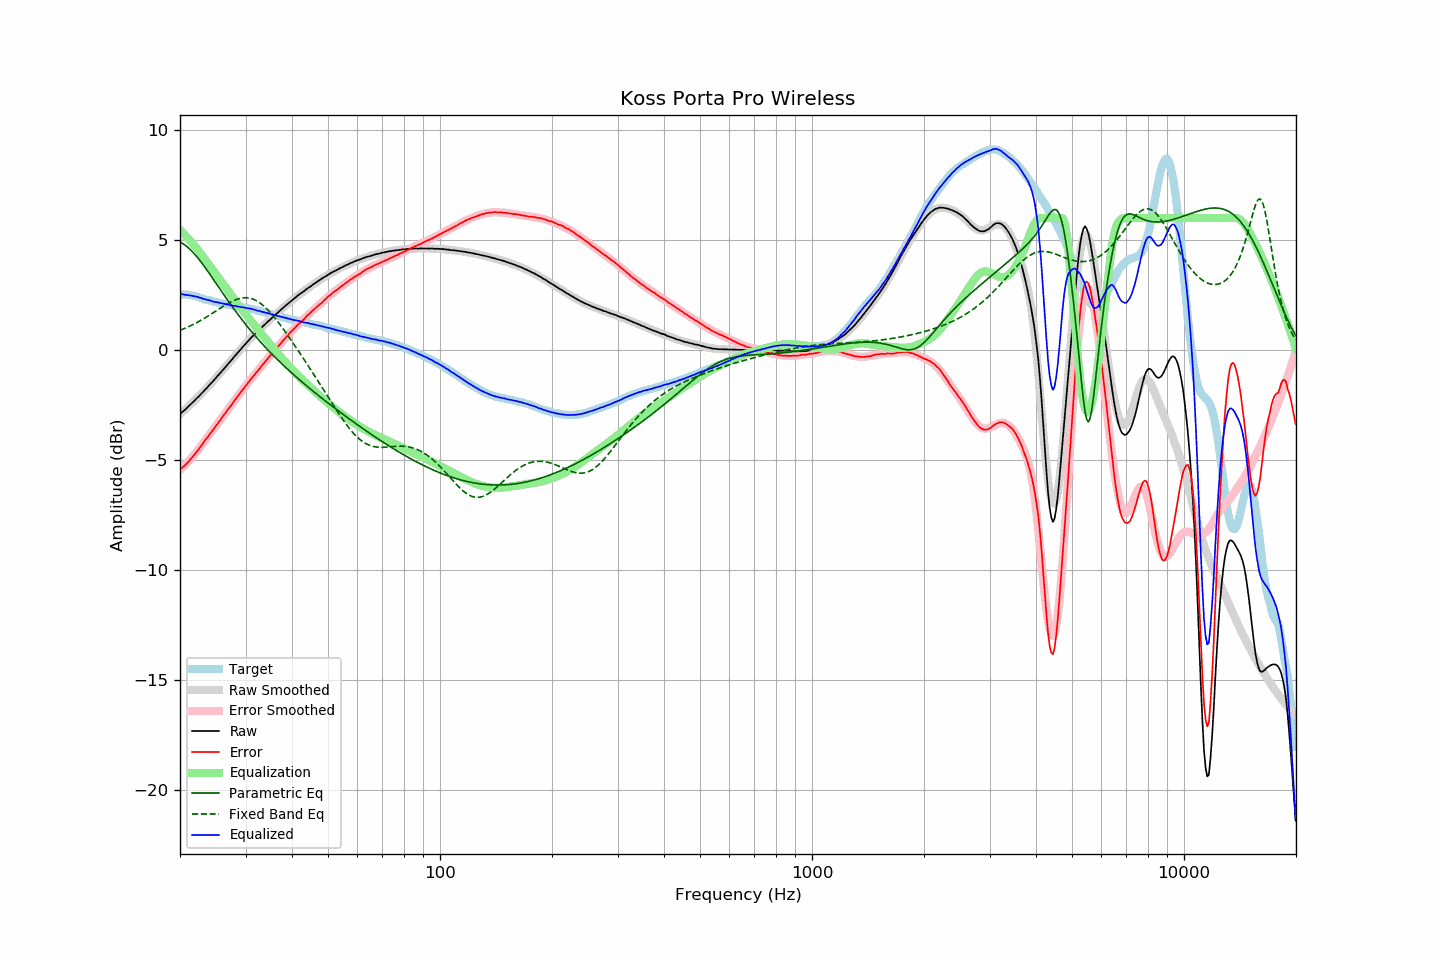 Koss Porta Pro Wireless
10
5
0
−5
−10
−15
−20
Amplitude (dBr)
Target
Raw Smoothed
Error Smoothed
Raw
Error
Equalization
Parametric Eq
Fixed Band Eq
Equalized
100
1000
10000
Frequency (Hz)